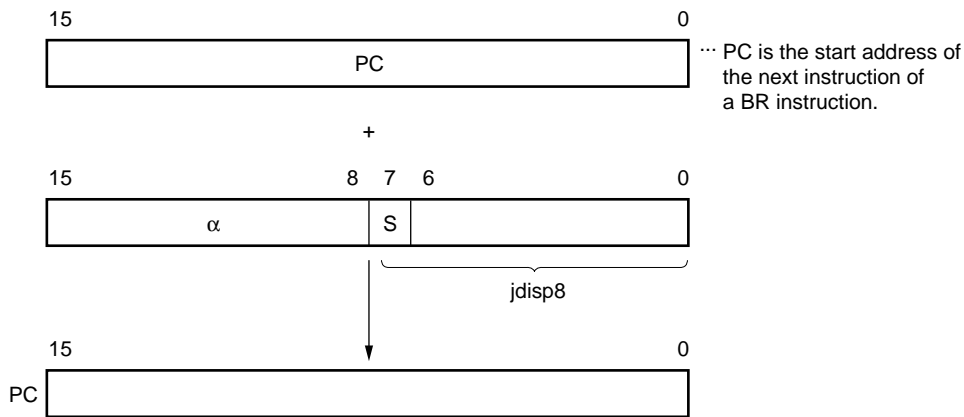 15 0
PC
... PC is the start address of
the next instruction of
a BR instruction.
+
15 8 7 6 0
α S
jdisp8
15 0
PC